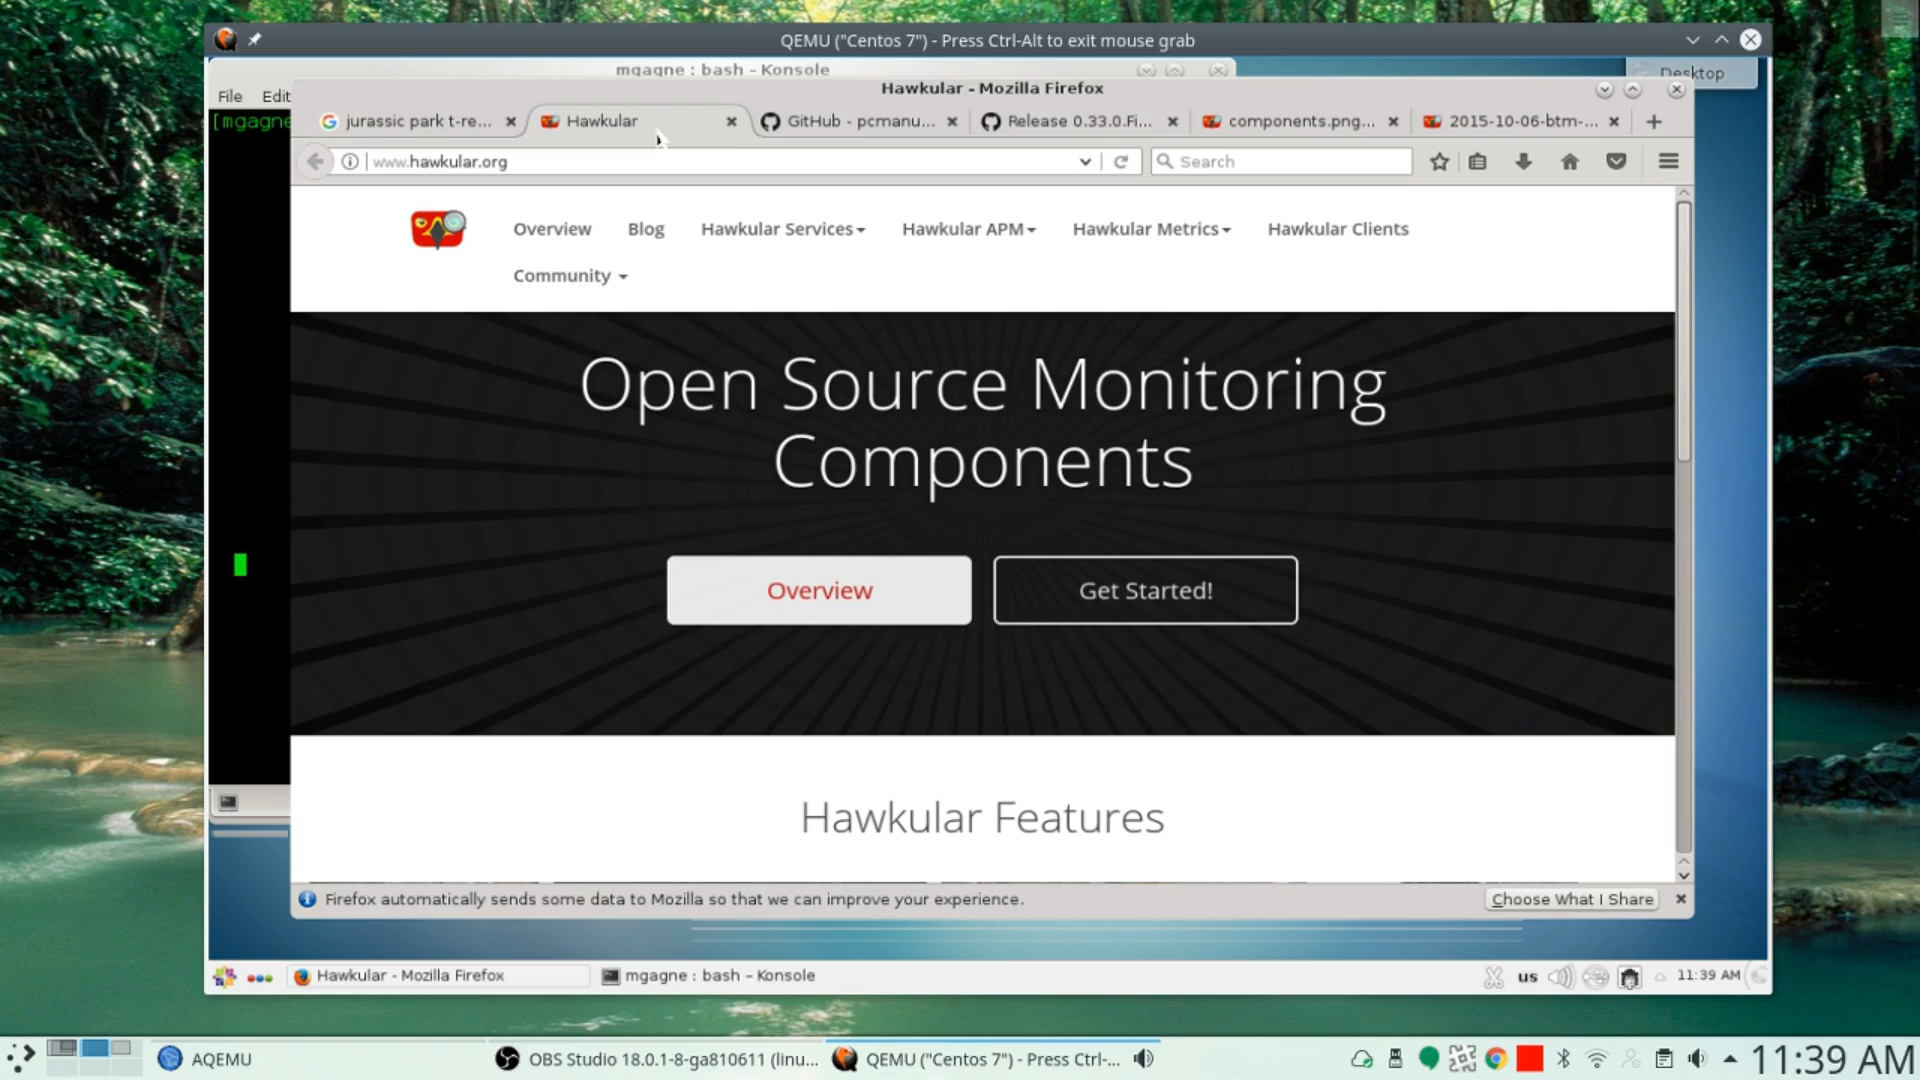 QEMU ("Centos 7") - Press Ctrl-Alt to exit mouse grab
mgagne : bash – Konsole
Desktop
Hawkular - Mozilla Firefox
File Edit
[mgagne
jurassic park t-re...
Hawkular
GitHub - pcmanu...
Release 0.33.0.Fi...
components.png...
2015-10-06-btm-...
www.hawkular.org
Search
Overview
Blog
Hawkular Services
Hawkular APM
Hawkular Metrics
Hawkular Clients
Community
Open Source Monitoring
Components
Overview
Get Started!
Hawkular Features
Firefox automatically sends some data to Mozilla so that we can improve your experience.
Choose What I Share
Hawkular - Mozilla Firefox
mgagne : bash – Konsole
us
11:39 AM
AQEMU
OBS Studio 18.0.1-8-ga810611 (linu...
QEMU ("Centos 7") - Press Ctrl-...
11:39 AM